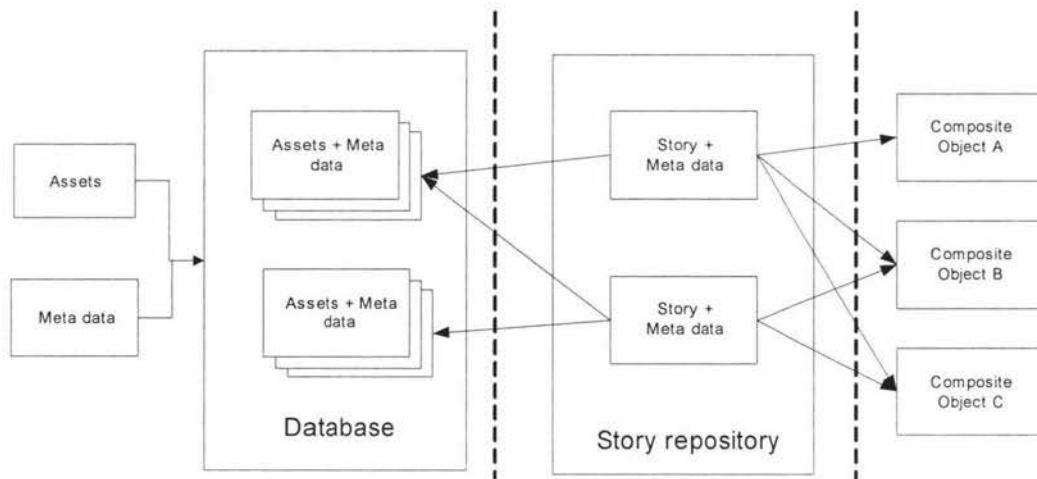 Assets
Meta data
Assets + Meta
data
Assets + Meta
data
Database
Story +
Meta data
Story +
Meta data
Story repository
Composite
Object A
Composite
Object B
Composite
Object C